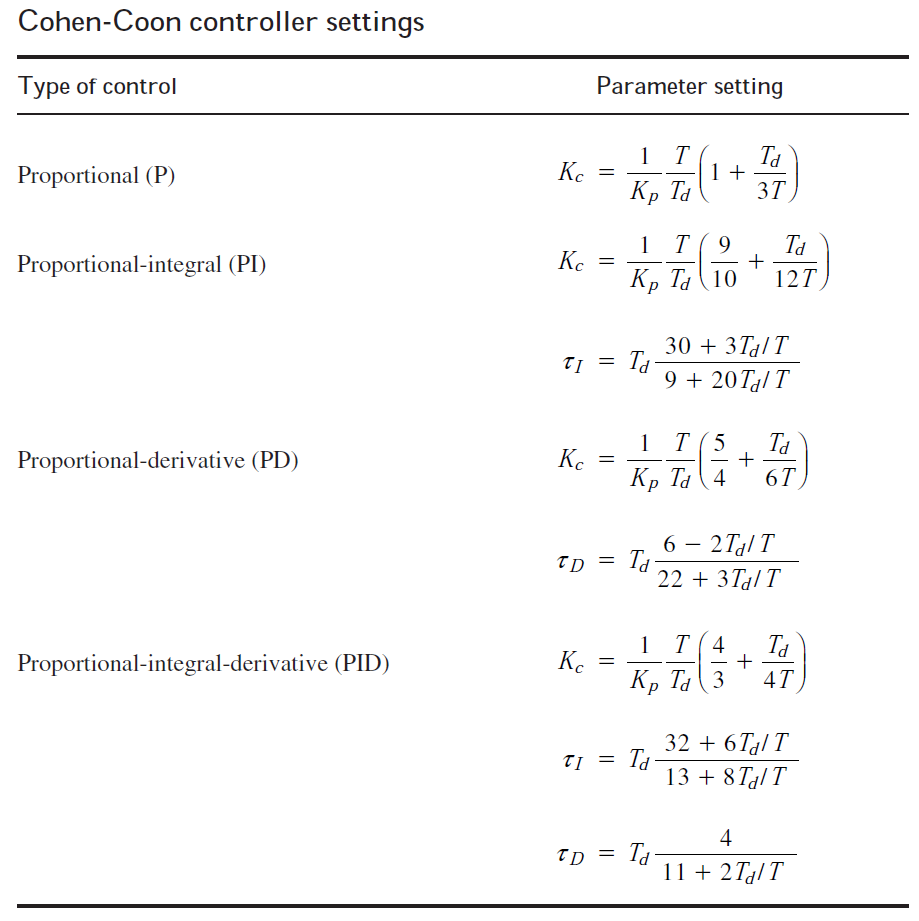 Cohen-Coon controller settings
Type of control Parameter setting
Proportional (P) K_c = \frac{1}{K_p} \frac{T}{T_d} \left( 1 + \frac{T_d}{3T} \right)
Proportional-integral (PI) K_c = \frac{1}{K_p} \frac{T}{T_d} \left( \frac{9}{10} + \frac{T_d}{12T} \right)
τ_I = T_d \frac{30 + 3T_d/T}{9 + 20T_d/T}
Proportional-derivative (PD) K_c = \frac{1}{K_p} \frac{T}{T_d} \left( \frac{5}{4} + \frac{T_d}{6T} \right)
τ_D = T_d \frac{6 − 2T_d/T}{22 + 3T_d/T}
Proportional-integral-derivative (PID) K_c = \frac{1}{K_p} \frac{T}{T_d} \left( \frac{4}{3} + \frac{T_d}{4T} \right)
τ_I = T_d \frac{32 + 6T_d/T}{13 + 8T_d/T}
τ_D = T_d \frac{4}{11 + 2T_d/T}